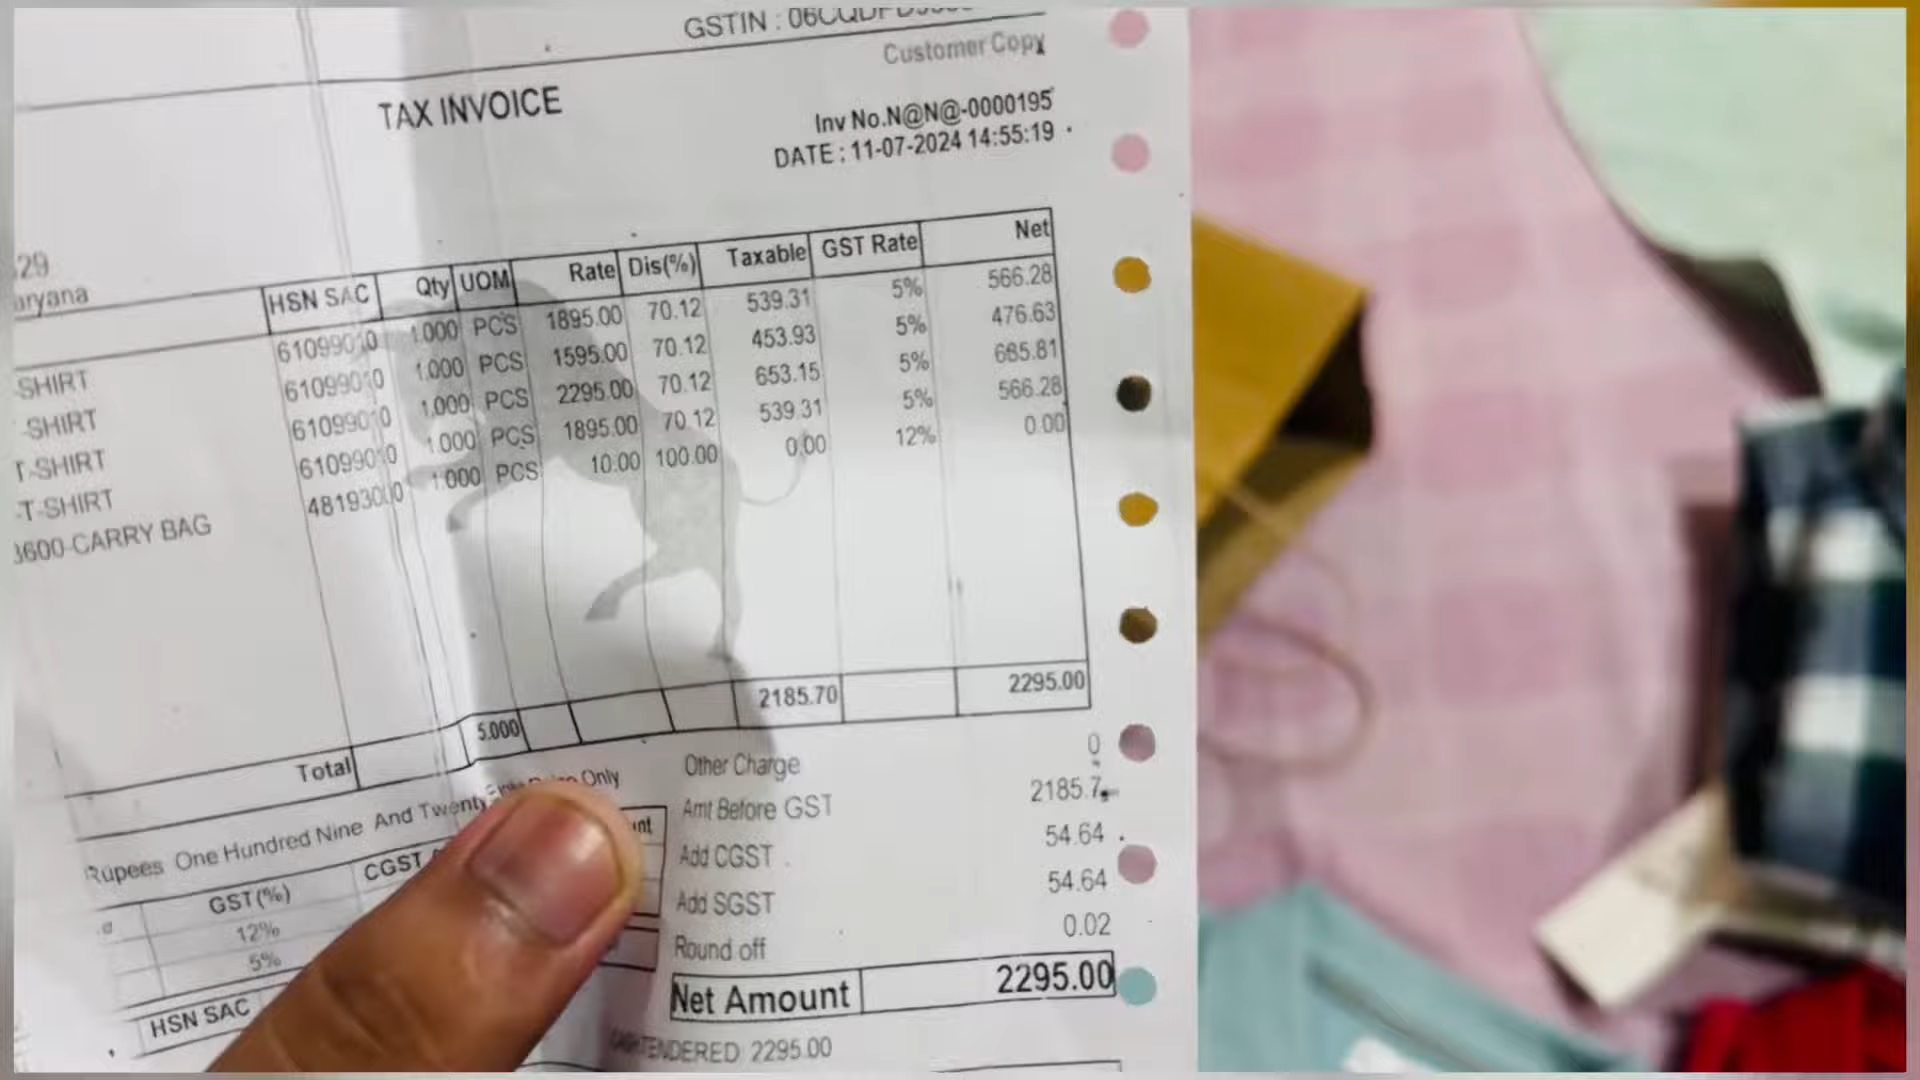 GSTIN : 06CQDPD
Customer Copy
TAX INVOICE
Inv No.N@N@-0000195
DATE : 11-07-2024 14:55:19
29
aryana
HSN SAC Qty UOM Rate Dis(%) Taxable GST Rate Net
-SHIRT 61099010 1.000 PCS 1895.00 70.12 539.31 5% 566.28
-SHIRT 61099010 1.000 PCS 1595.00 70.12 453.93 5% 476.63
T-SHIRT 61099010 1.000 PCS 2295.00 70.12 653.15 5% 685.81
-T-SHIRT 61099010 1.000 PCS 1895.00 70.12 539.31 5% 566.28
3600-CARRY BAG 48193000 1.000 PCS 10.00 100.00 0.00 12% 0.00
Total 5.000 2185.70 2295.00
Rupees One Hundred Nine And Twenty Only
Other Charge 0
Amt Before GST 2185.7
Add CGST 54.64
Add SGST 54.64
Round off 0.02
Net Amount 2295.00
GST(%) CGST
12%
5%
HSN SAC
TENDERED: 2295.00